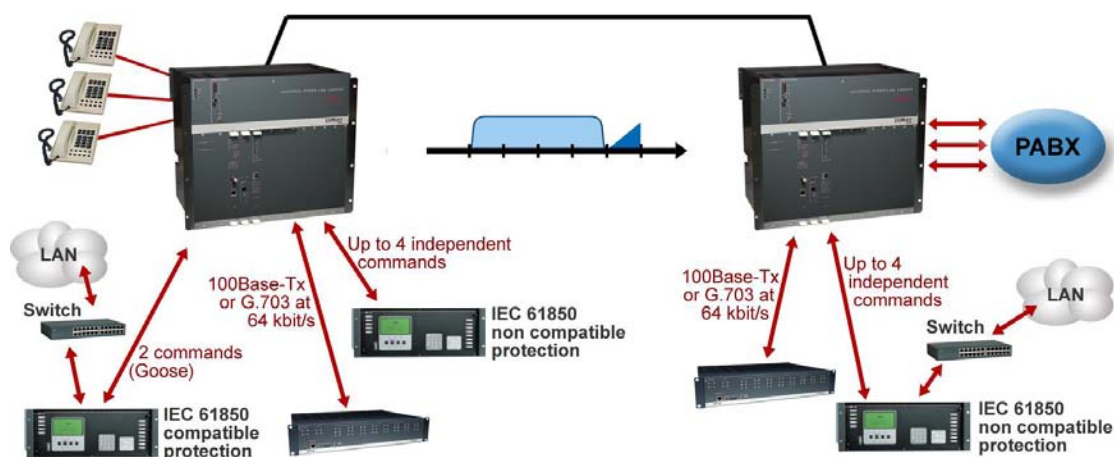 PABX
LAN
Switch
Up to 4 independent
commands
100Base-Tx
or G.703 at
64 kbit/s
2 commands
(Goose)
IEC 61850
non compatible
protection
IEC 61850
compatible
protection
100Base-Tx
or G.703 at
64 kbit/s
Up to 4
independent
commands
LAN
Switch
IEC 61850
non compatible
protection